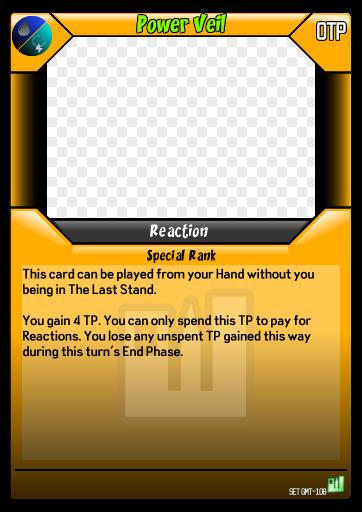 Power Veil
0TP
Reaction
Special Rank
This card can be played from your Hand without you
being in The Last Stand.
You gain 4 TP. You can only spend this TP to pay for
Reactions. You lose any unspent TP gained this way
during this turn's End Phase.
SET GMT-108